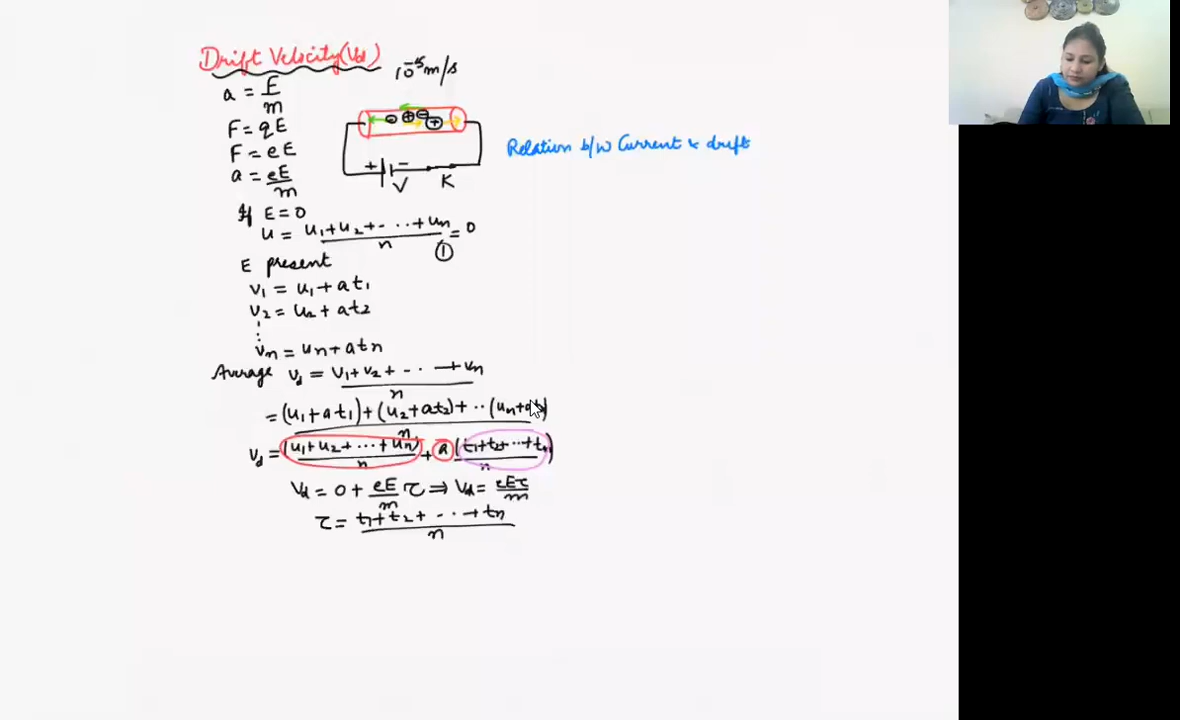 Drift Velocity (Vd)
10⁻⁵ m/s
a = F/m
F = qE
F = eE
a = eE/m
+ −
V K
Relation b/w Current & drift
If E = 0
u = u₁+u₂+-··+un/n = 0
①
E present
v₁ = u₁ + at₁
v₂ = u₂ + at₂
⋮
vn = un + atn
Average vd = v₁+v₂+-··+vn/n
= (u₁+at₁)+(u₂+at₂)+··(un+atn)/n
vd = (u₁+u₂+···+un)/n + a (t₁+t₂+···+tn)/n
Vd = 0 + eE/m τ ⇒ Vd = eEτ/m
τ = t₁+t₂+-··+tn/n